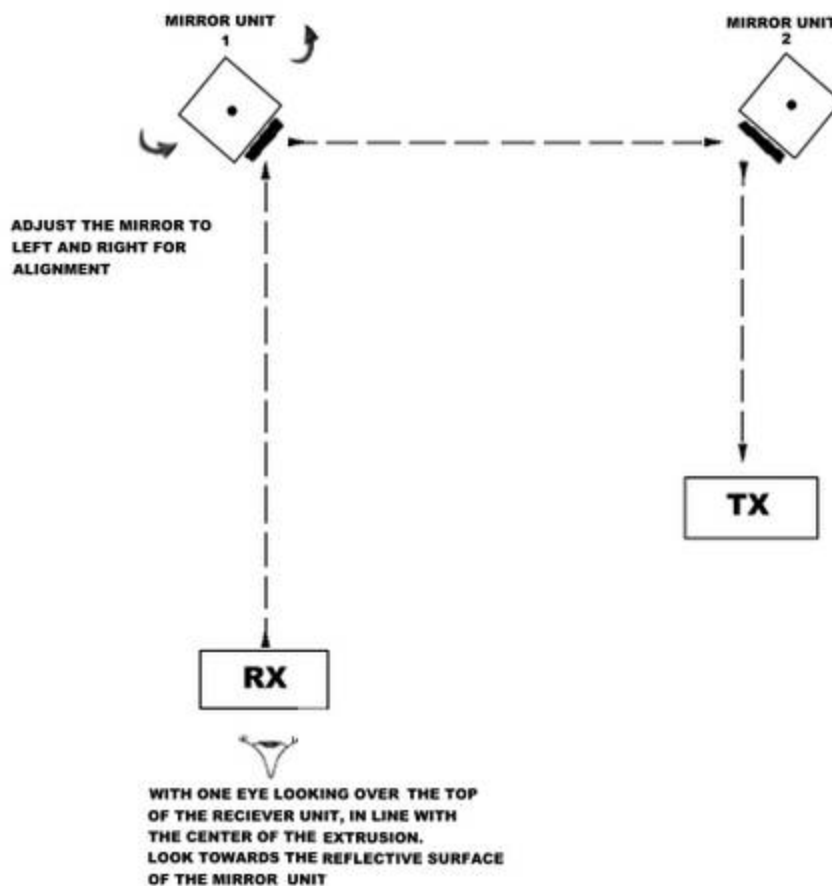 MIRROR UNIT
1
MIRROR UNIT
2
ADJUST THE MIRROR TO
LEFT AND RIGHT FOR
ALIGNMENT
TX
RX
WITH ONE EYE LOOKING OVER THE TOP
OF THE RECIEVER UNIT, IN LINE WITH
THE CENTER OF THE EXTRUSION.
LOOK TOWARDS THE REFLECTIVE SURFACE
OF THE MIRROR UNIT